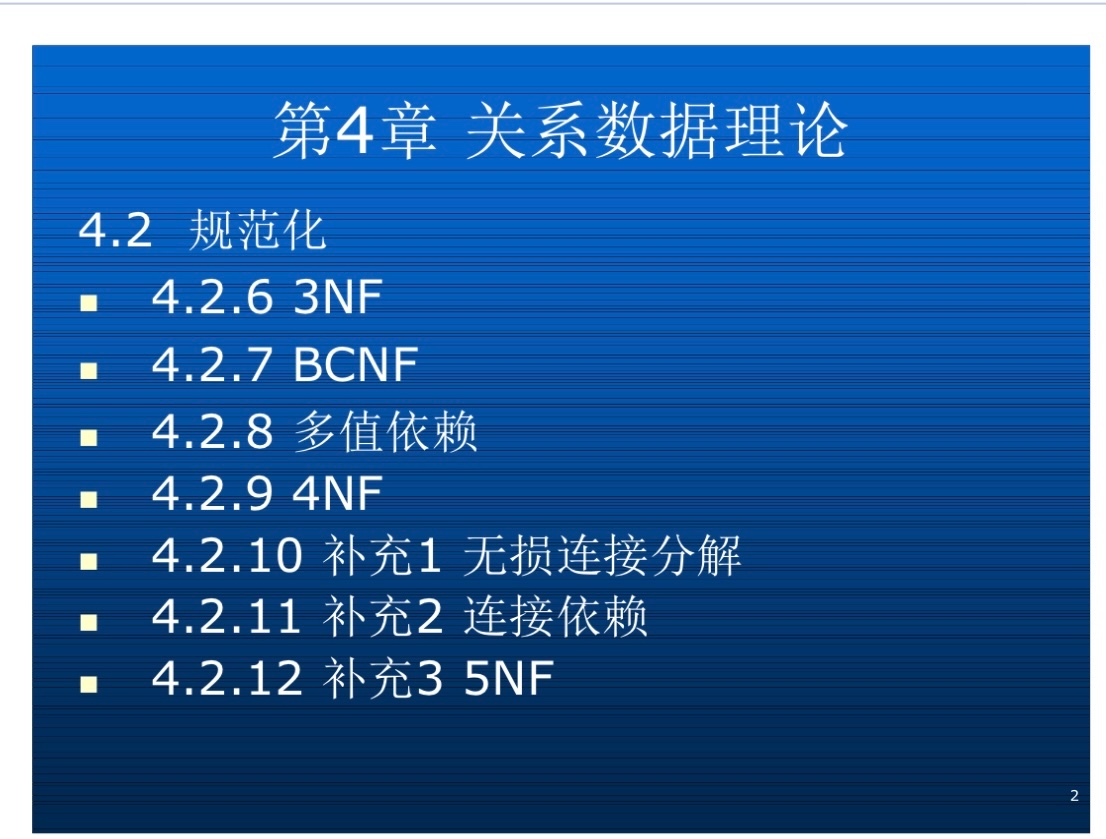 第4章 关系数据理论
4.2 规范化
4.2.6 3NF
4.2.7 BCNF
4.2.8 多值依赖
4.2.9 4NF
4.2.10 补充1 无损连接分解
4.2.11 补充2 连接依赖
4.2.12 补充3 5NF
2